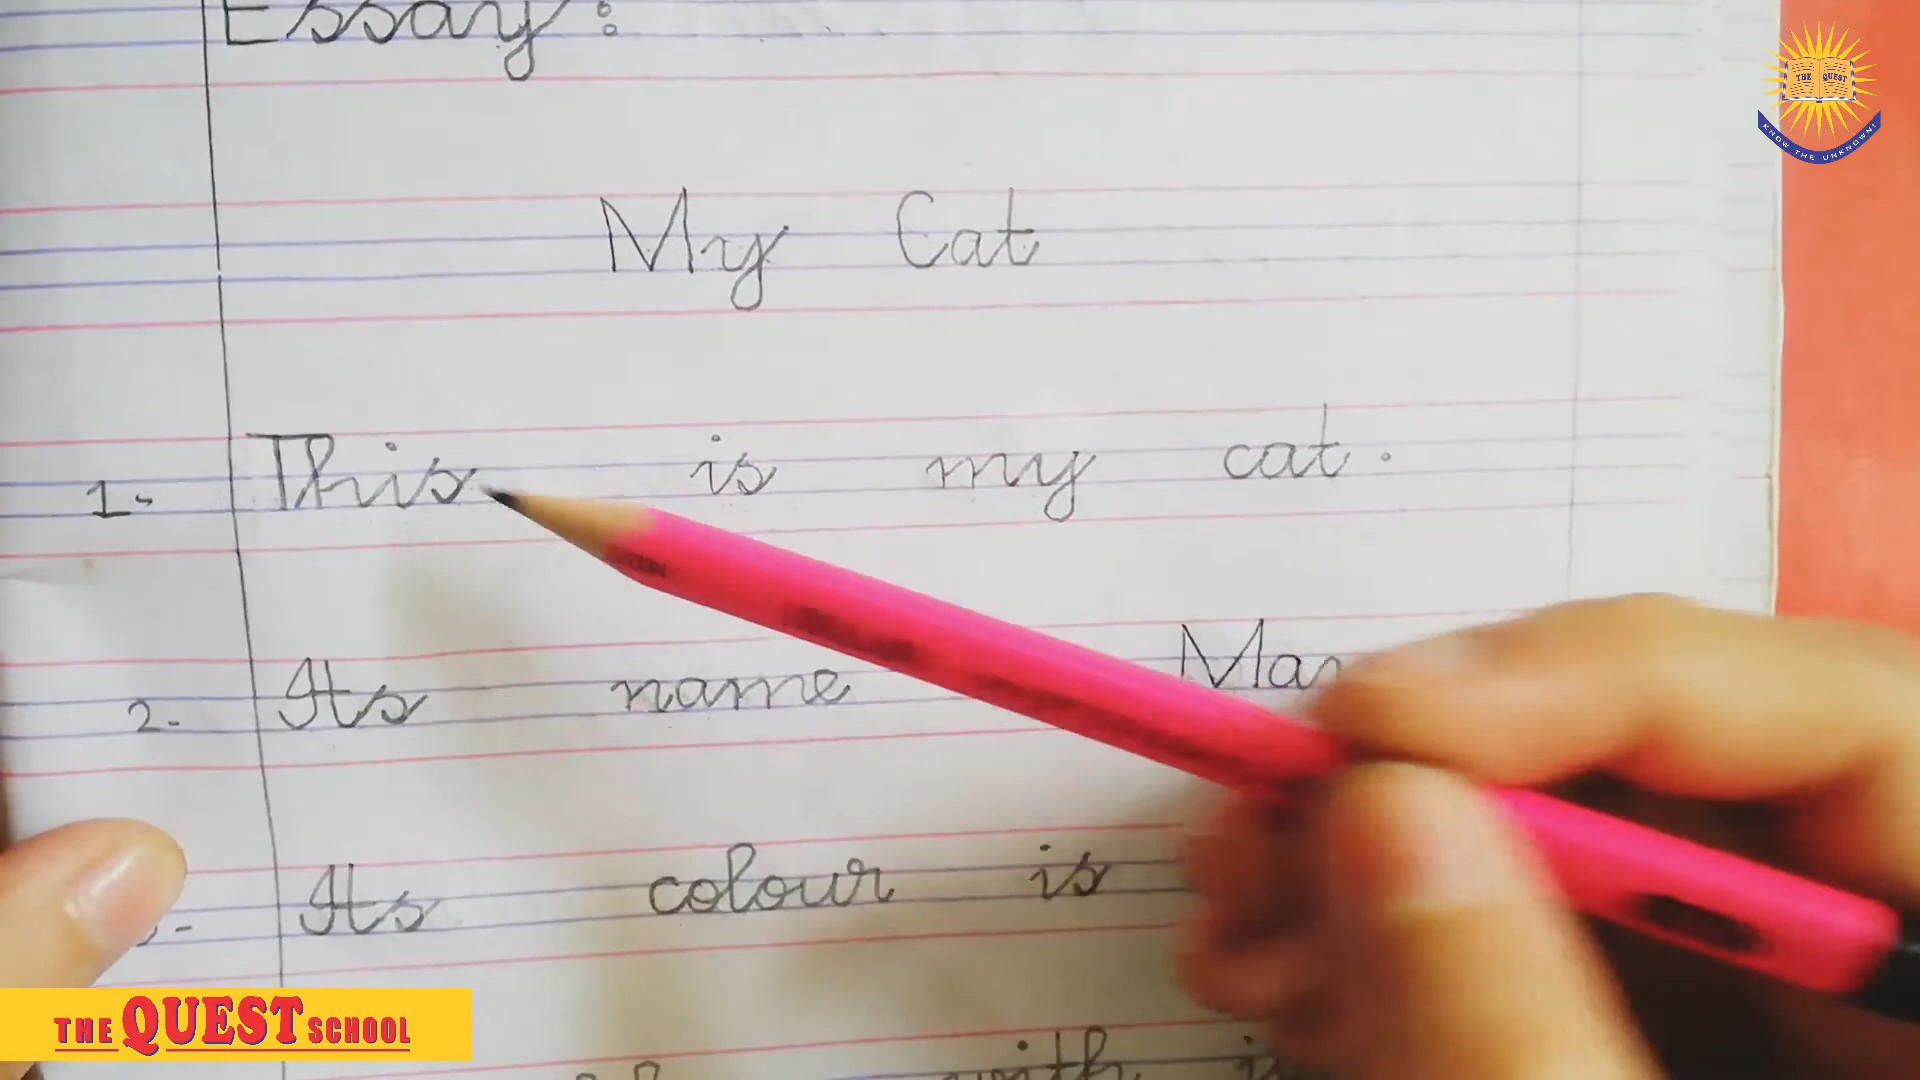 Essay :
THE QUEST
KNOW THE UNKNOWN!
My Cat
1- This is my cat .
2- Its name
- Its colour is
with
THE QUEST SCHOOL